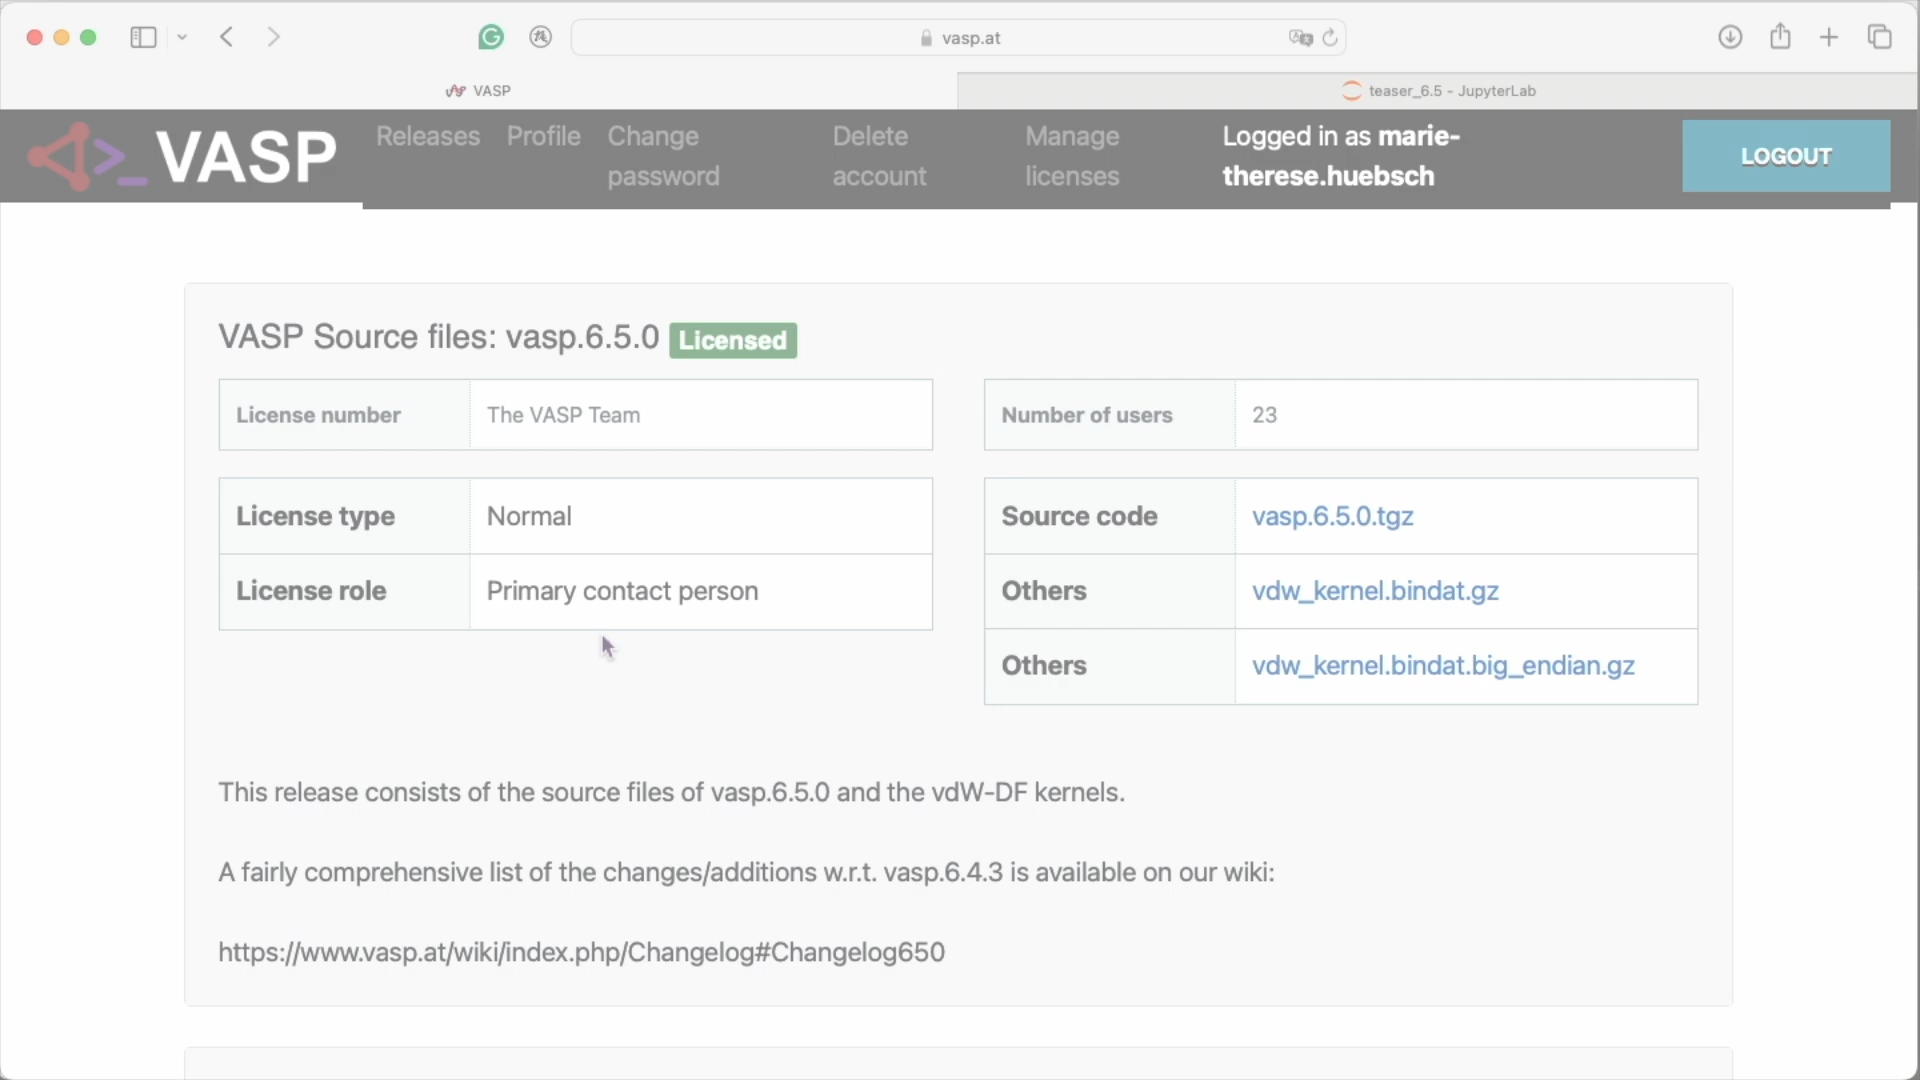 vasp.at
VASP
teaser_6.5 - JupyterLab
VASP
Releases
Profile
Change
password
Delete
account
Manage
licenses
Logged in as marie-
therese.huebsch
LOGOUT
VASP Source files: vasp.6.5.0 Licensed
License number The VASP Team
Number of users 23
License type Normal
License role Primary contact person
Source code vasp.6.5.0.tgz
Others vdw_kernel.bindat.gz
Others vdw_kernel.bindat.big_endian.gz
This release consists of the source files of vasp.6.5.0 and the vdW-DF kernels.
A fairly comprehensive list of the changes/additions w.r.t. vasp.6.4.3 is available on our wiki:
https://www.vasp.at/wiki/index.php/Changelog#Changelog650